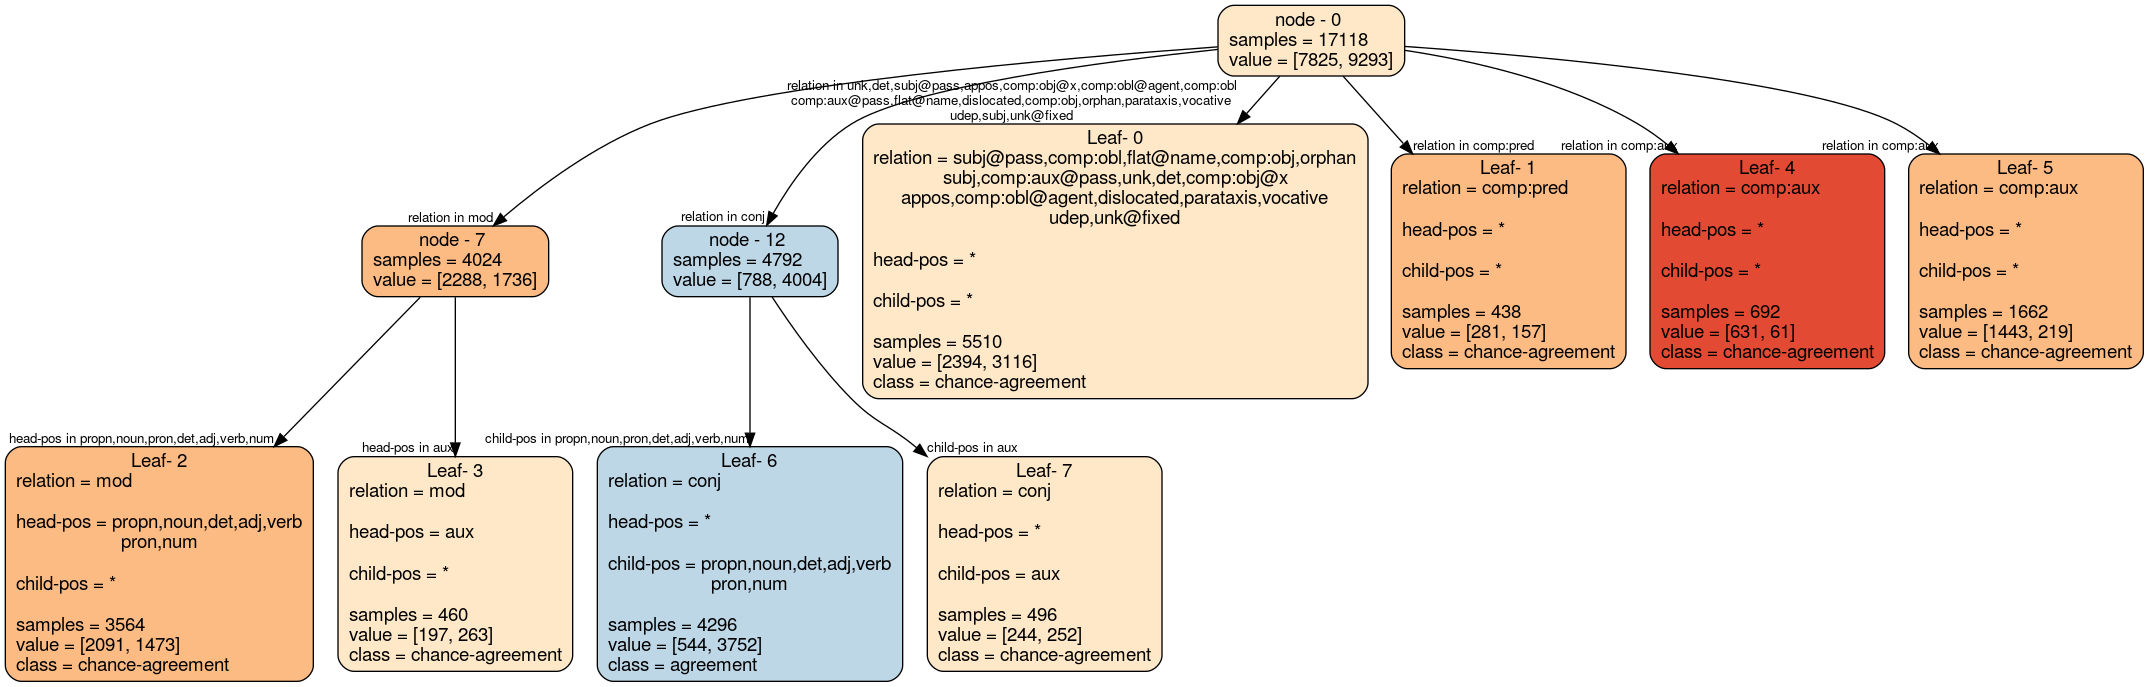 node - 0
samples = 17118
value = [7825, 9293]
relation in unk,det,subj@pass,appos,comp:obj@x,comp:obl@agent,comp:obl
comp:aux@pass,flat@name,dislocated,comp:obj,orphan,parataxis,vocative
udep,subj,unk@fixed
relation in mod
relation in conj
relation in comp:pred
relation in comp:aux
relation in comp:aux
node - 7
samples = 4024
value = [2288, 1736]
node - 12
samples = 4792
value = [788, 4004]
Leaf- 0
relation = subj@pass,comp:obl,flat@name,comp:obj,orphan
subj,comp:aux@pass,unk,det,comp:obj@x
appos,comp:obl@agent,dislocated,parataxis,vocative
udep,unk@fixed
head-pos = *
child-pos = *
samples = 5510
value = [2394, 3116]
class = chance-agreement
Leaf- 1
relation = comp:pred
head-pos = *
child-pos = *
samples = 438
value = [281, 157]
class = chance-agreement
Leaf- 4
relation = comp:aux
head-pos = *
child-pos = *
samples = 692
value = [631, 61]
class = chance-agreement
Leaf- 5
relation = comp:aux
head-pos = *
child-pos = *
samples = 1662
value = [1443, 219]
class = chance-agreement
head-pos in propn,noun,pron,det,adj,verb,num
head-pos in aux
child-pos in propn,noun,pron,det,adj,verb,num
child-pos in aux
Leaf- 2
relation = mod
head-pos = propn,noun,det,adj,verb
pron,num
child-pos = *
samples = 3564
value = [2091, 1473]
class = chance-agreement
Leaf- 3
relation = mod
head-pos = aux
child-pos = *
samples = 460
value = [197, 263]
class = chance-agreement
Leaf- 6
relation = conj
head-pos = *
child-pos = propn,noun,det,adj,verb
pron,num
samples = 4296
value = [544, 3752]
class = agreement
Leaf- 7
relation = conj
head-pos = *
child-pos = aux
samples = 496
value = [244, 252]
class = chance-agreement